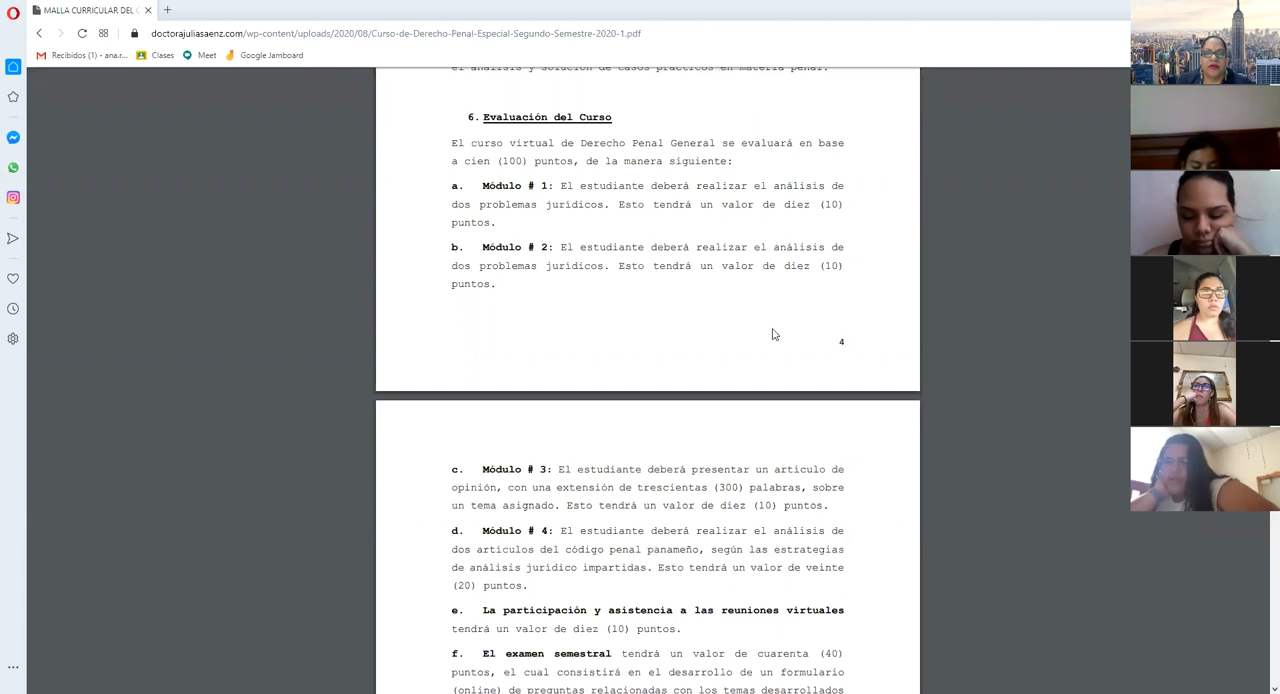 MALLA CURRICULAR DEL C
doctorajuliasaenz.com/wp-content/uploads/2020/08/Curso-de-Derecho-Penal-Especial-Segundo-Semestre-2020-1.pdf
Recibidos (1) - ana.r...
Clases
Meet
Google Jamboard
el análisis y solución de casos prácticos en materia penal.
6. Evaluación del Curso
El curso virtual de Derecho Penal General se evaluará en base
a cien (100) puntos, de la manera siguiente:
a. Módulo # 1: El estudiante deberá realizar el análisis de
dos problemas jurídicos. Esto tendrá un valor de diez (10)
puntos.
b. Módulo # 2: El estudiante deberá realizar el análisis de
dos problemas jurídicos. Esto tendrá un valor de diez (10)
puntos.
4
c. Módulo # 3: El estudiante deberá presentar un artículo de
opinión, con una extensión de trescientas (300) palabras, sobre
un tema asignado. Esto tendrá un valor de diez (10) puntos.
d. Módulo # 4: El estudiante deberá realizar el análisis de
dos artículos del código penal panameño, según las estrategias
de análisis jurídico impartidas. Esto tendrá un valor de veinte
(20) puntos.
e. La participación y asistencia a las reuniones virtuales
tendrá un valor de diez (10) puntos.
f. El examen semestral tendrá un valor de cuarenta (40)
puntos, el cual consistirá en el desarrollo de un formulario
(online) de preguntas relacionadas con los temas desarrollados